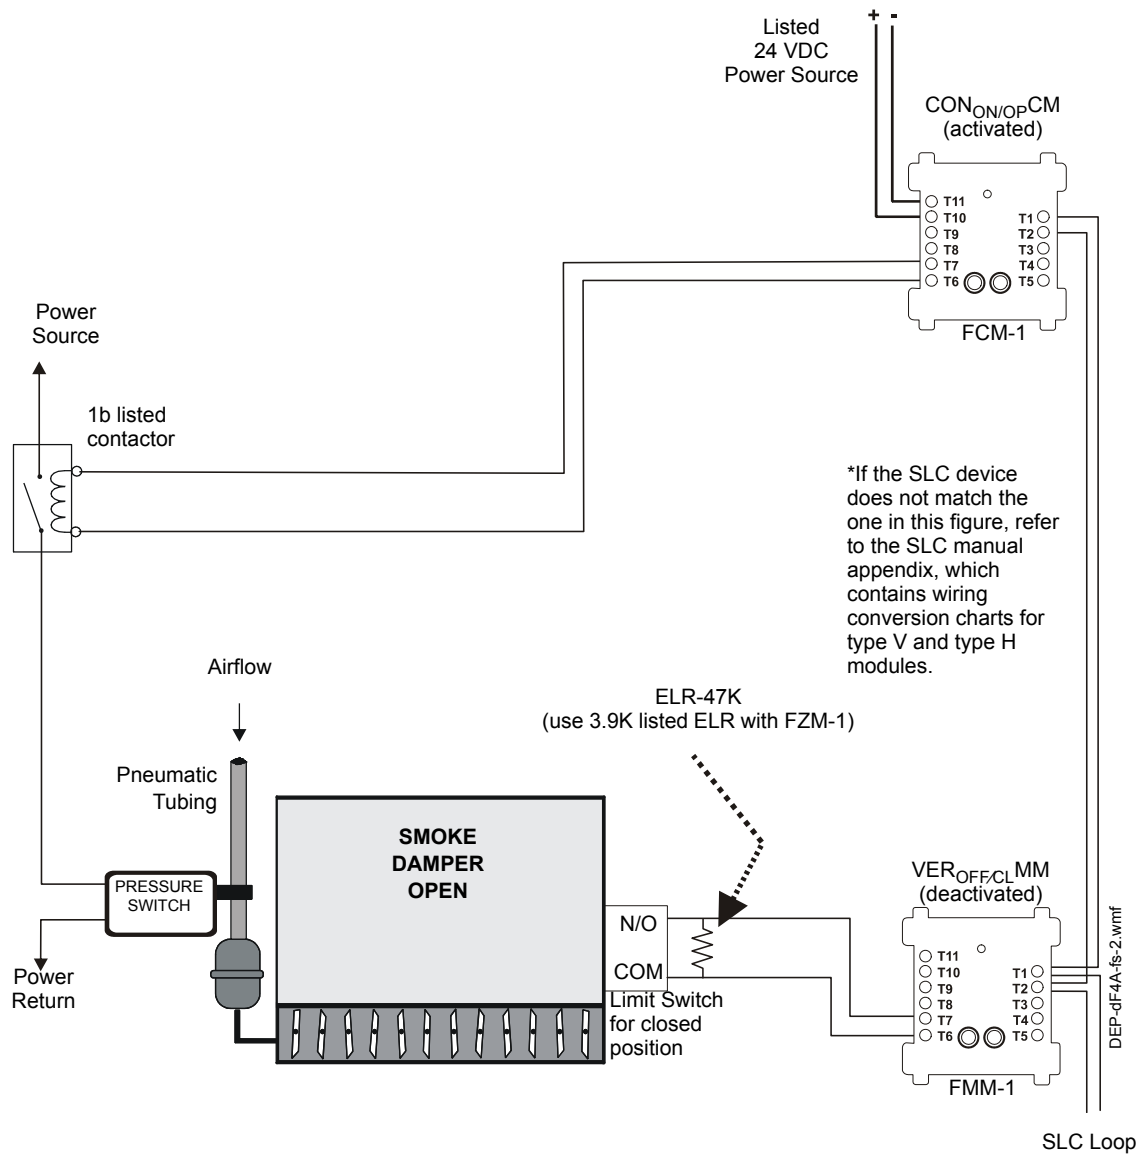 + -
Listed
24 VDC
Power Source
CONON/OPCM
(activated)
T11
T10
T9
T8
T7
T6
T1
T2
T3
T4
T5
FCM-1
Power
Source
1b listed
contactor
*If the SLC device
does not match the
one in this figure, refer
to the SLC manual
appendix, which
contains wiring
conversion charts for
type V and type H
modules.
Airflow
ELR-47K
(use 3.9K listed ELR with FZM-1)
Pneumatic
Tubing
SMOKE
DAMPER
OPEN
PRESSURE
SWITCH
Power
Return
N/O
COM
Limit Switch
for closed
position
VEROFF/CLMM
(deactivated)
T11
T10
T9
T8
T7
T6
T1
T2
T3
T4
T5
FMM-1
DEP-dF4A-fs-2.wmf
SLC Loop